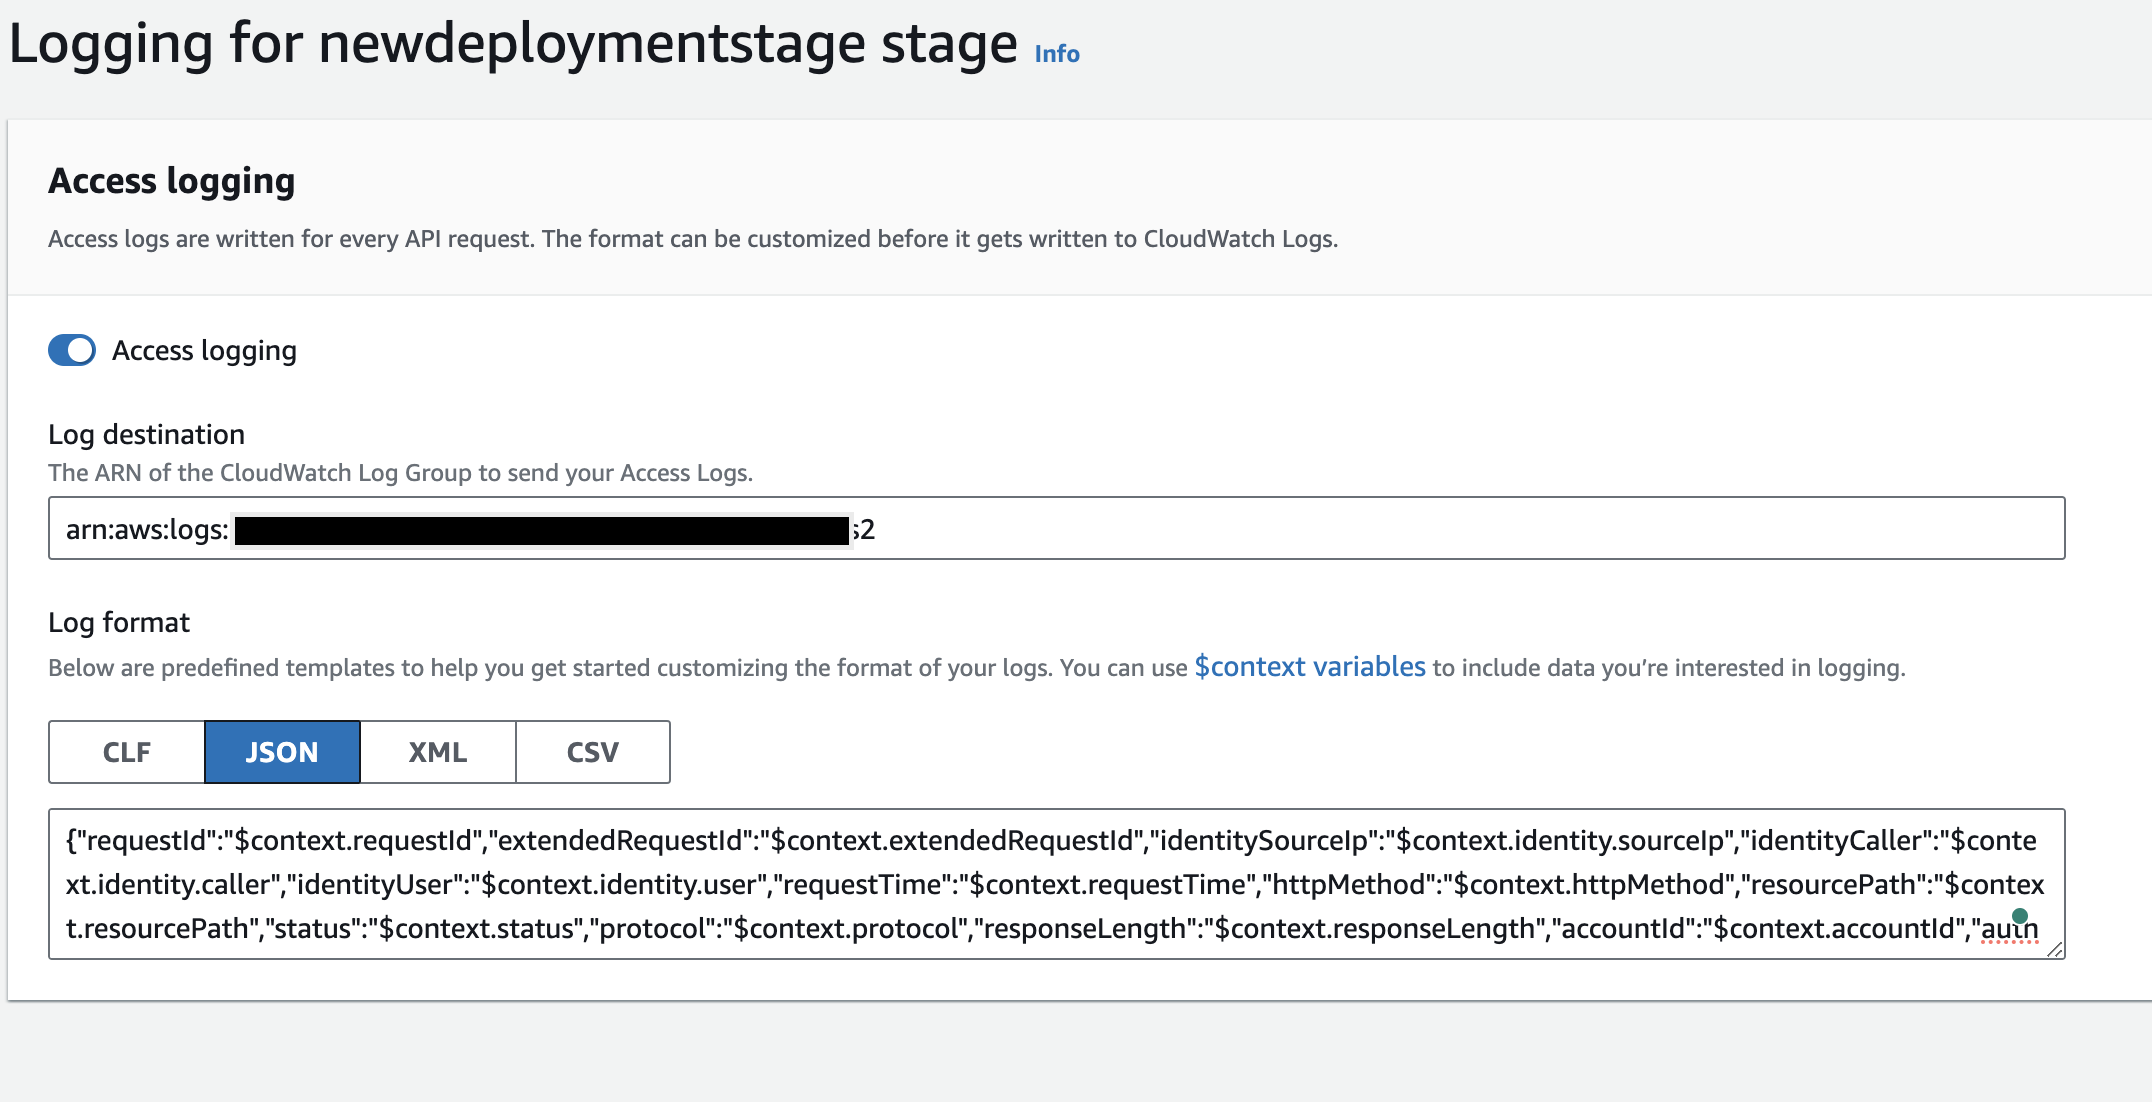 Logging for newdeploymentstage stage Info
Access logging
Access logs are written for every API request. The format can be customized before it gets written to CloudWatch Logs.
Access logging
Log destination
The ARN of the CloudWatch Log Group to send your Access Logs.
arn:aws:logs: s2
Log format
Below are predefined templates to help you get started customizing the format of your logs. You can use $context variables to include data you’re interested in logging.
CLF JSON XML CSV
{"requestId":"$context.requestId","extendedRequestId":"$context.extendedRequestId","identitySourceIp":"$context.identity.sourceIp","identityCaller":"$conte
xt.identity.caller","identityUser":"$context.identity.user","requestTime":"$context.requestTime","httpMethod":"$context.httpMethod","resourcePath":"$contex
t.resourcePath","status":"$context.status","protocol":"$context.protocol","responseLength":"$context.responseLength","accountId":"$context.accountId","auth